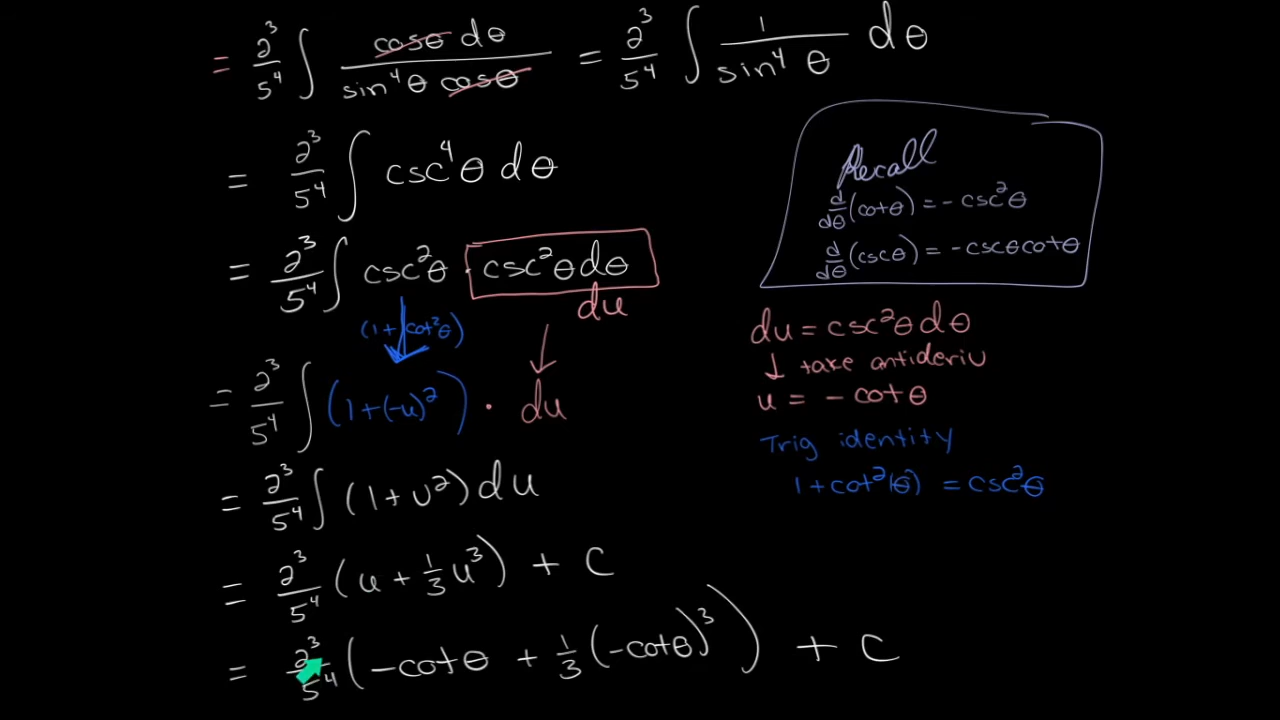 = 2³/5⁴ ∫ cosθ dθ / sin⁴θ cosθ = 2³/5⁴ ∫ 1/sin⁴θ dθ
= 2³/5⁴ ∫ csc⁴θ dθ
= 2³/5⁴ ∫ csc²θ · csc²θdθ
du
(1+cot²θ)
= 2³/5⁴ ∫ (1+(-u)²) · du
= 2³/5⁴ ∫ (1+u²)du
= 2³/5⁴ (u + 1/3 u³) + C
= 2³/5⁴ (-cotθ + 1/3 (-cotθ)³) + C
Recall
d/dθ (cotθ) = -csc²θ
d/dθ (cscθ) = -cscθcotθ
du = csc²θdθ
↓ take antideriv
u = -cotθ
Trig identity
1+cot²(θ) = csc²θ